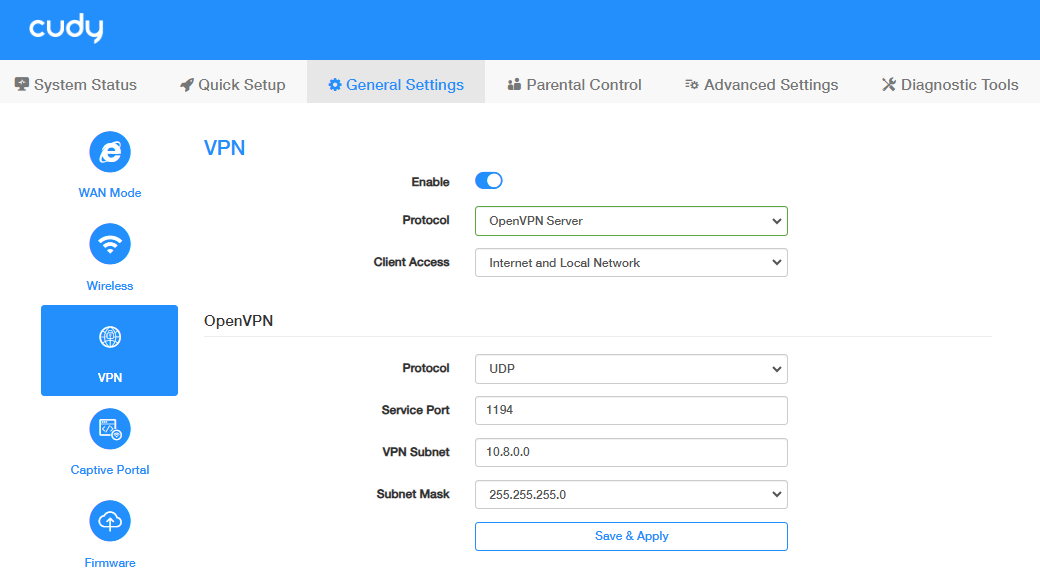 cudy
System Status Quick Setup General Settings Parental Control Advanced Settings Diagnostic Tools
WAN Mode
Wireless
VPN
Captive Portal
Firmware
VPN
Enable
Protocol OpenVPN Server
Client Access Internet and Local Network
OpenVPN
Protocol UDP
Service Port 1194
VPN Subnet 10.8.0.0
Subnet Mask 255.255.255.0
Save & Apply